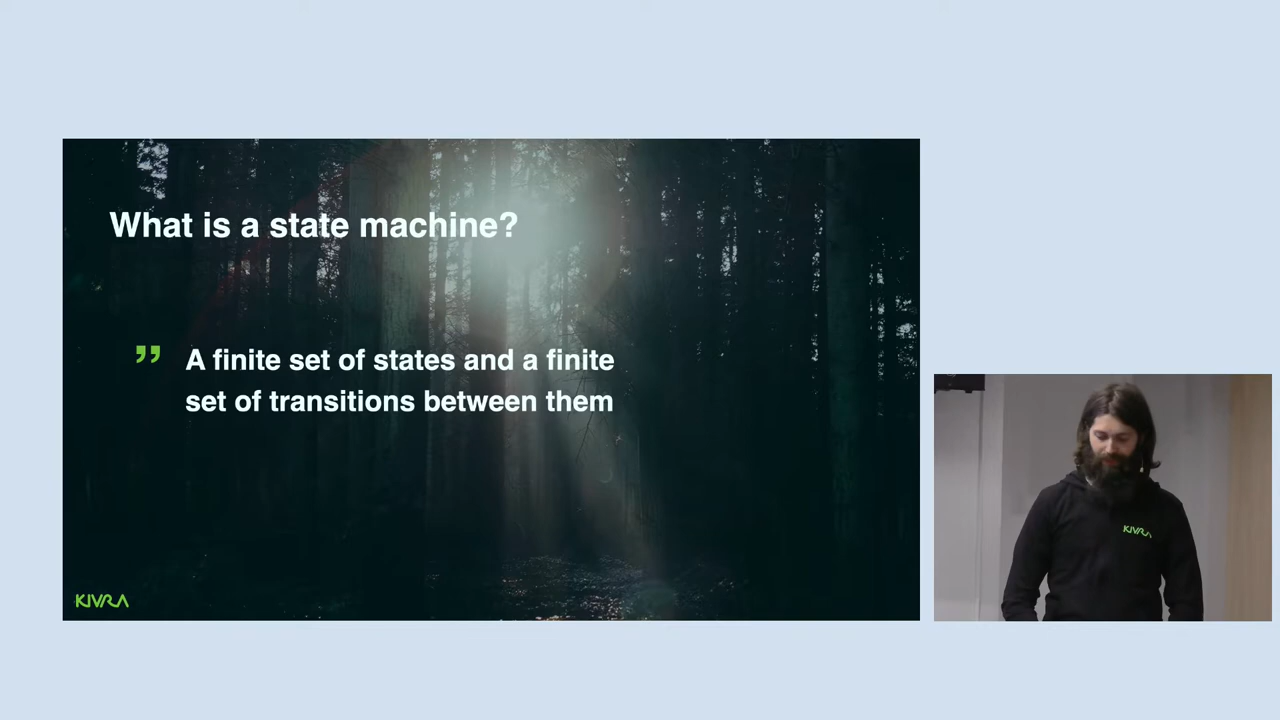 What is a state machine?
” A finite set of states and a finite
set of transitions between them
KIVRA
KIVRA